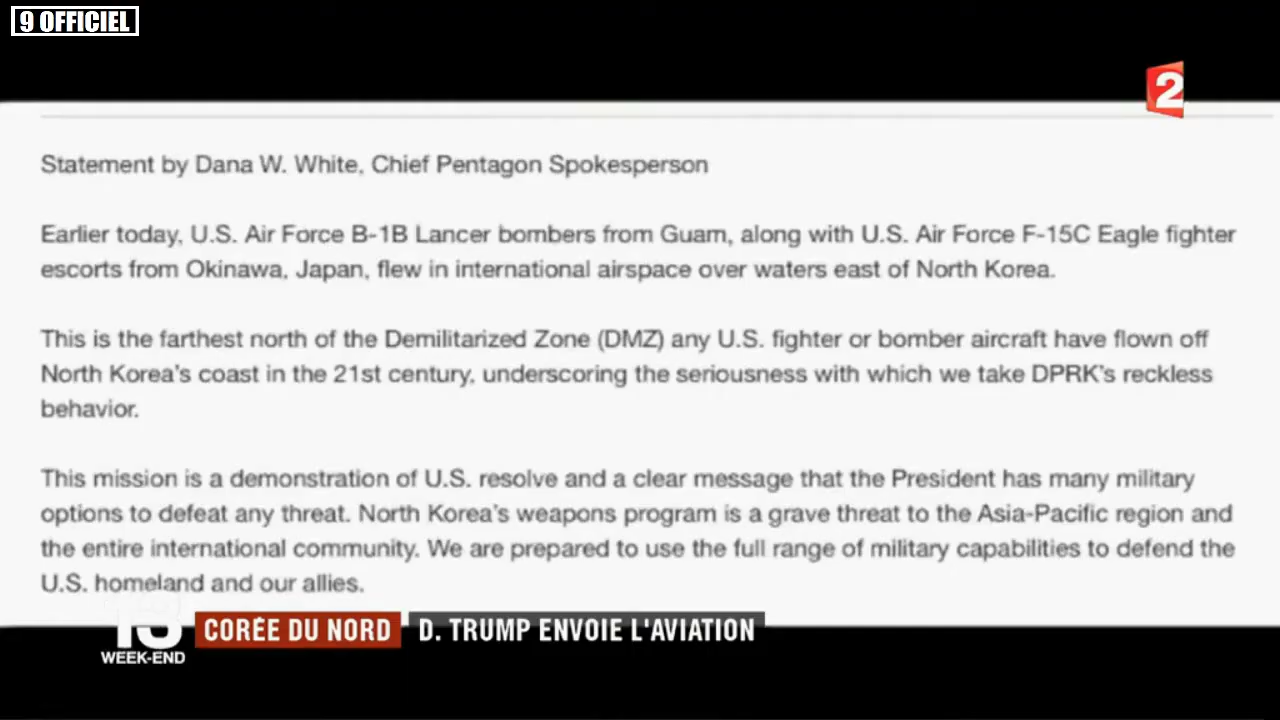 9 OFFICIEL
2
Statement by Dana W. White, Chief Pentagon Spokesperson
Earlier today, U.S. Air Force B-1B Lancer bombers from Guam, along with U.S. Air Force F-15C Eagle fighter
escorts from Okinawa, Japan, flew in international airspace over waters east of North Korea.
This is the farthest north of the Demilitarized Zone (DMZ) any U.S. fighter or bomber aircraft have flown off
North Korea's coast in the 21st century, underscoring the seriousness with which we take DPRK's reckless
behavior.
This mission is a demonstration of U.S. resolve and a clear message that the President has many military
options to defeat any threat. North Korea's weapons program is a grave threat to the Asia-Pacific region and
the entire international community. We are prepared to use the full range of military capabilities to defend the
U.S. homeland and our allies.
CORÉE DU NORD D. TRUMP ENVOIE L'AVIATION
WEEK-END